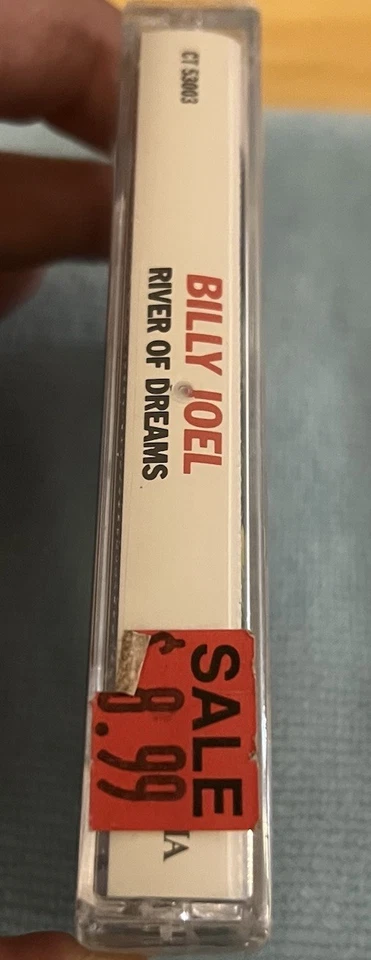 CT 53003
BILLY JOEL
RIVER OF DREAMS
SALE
8.99